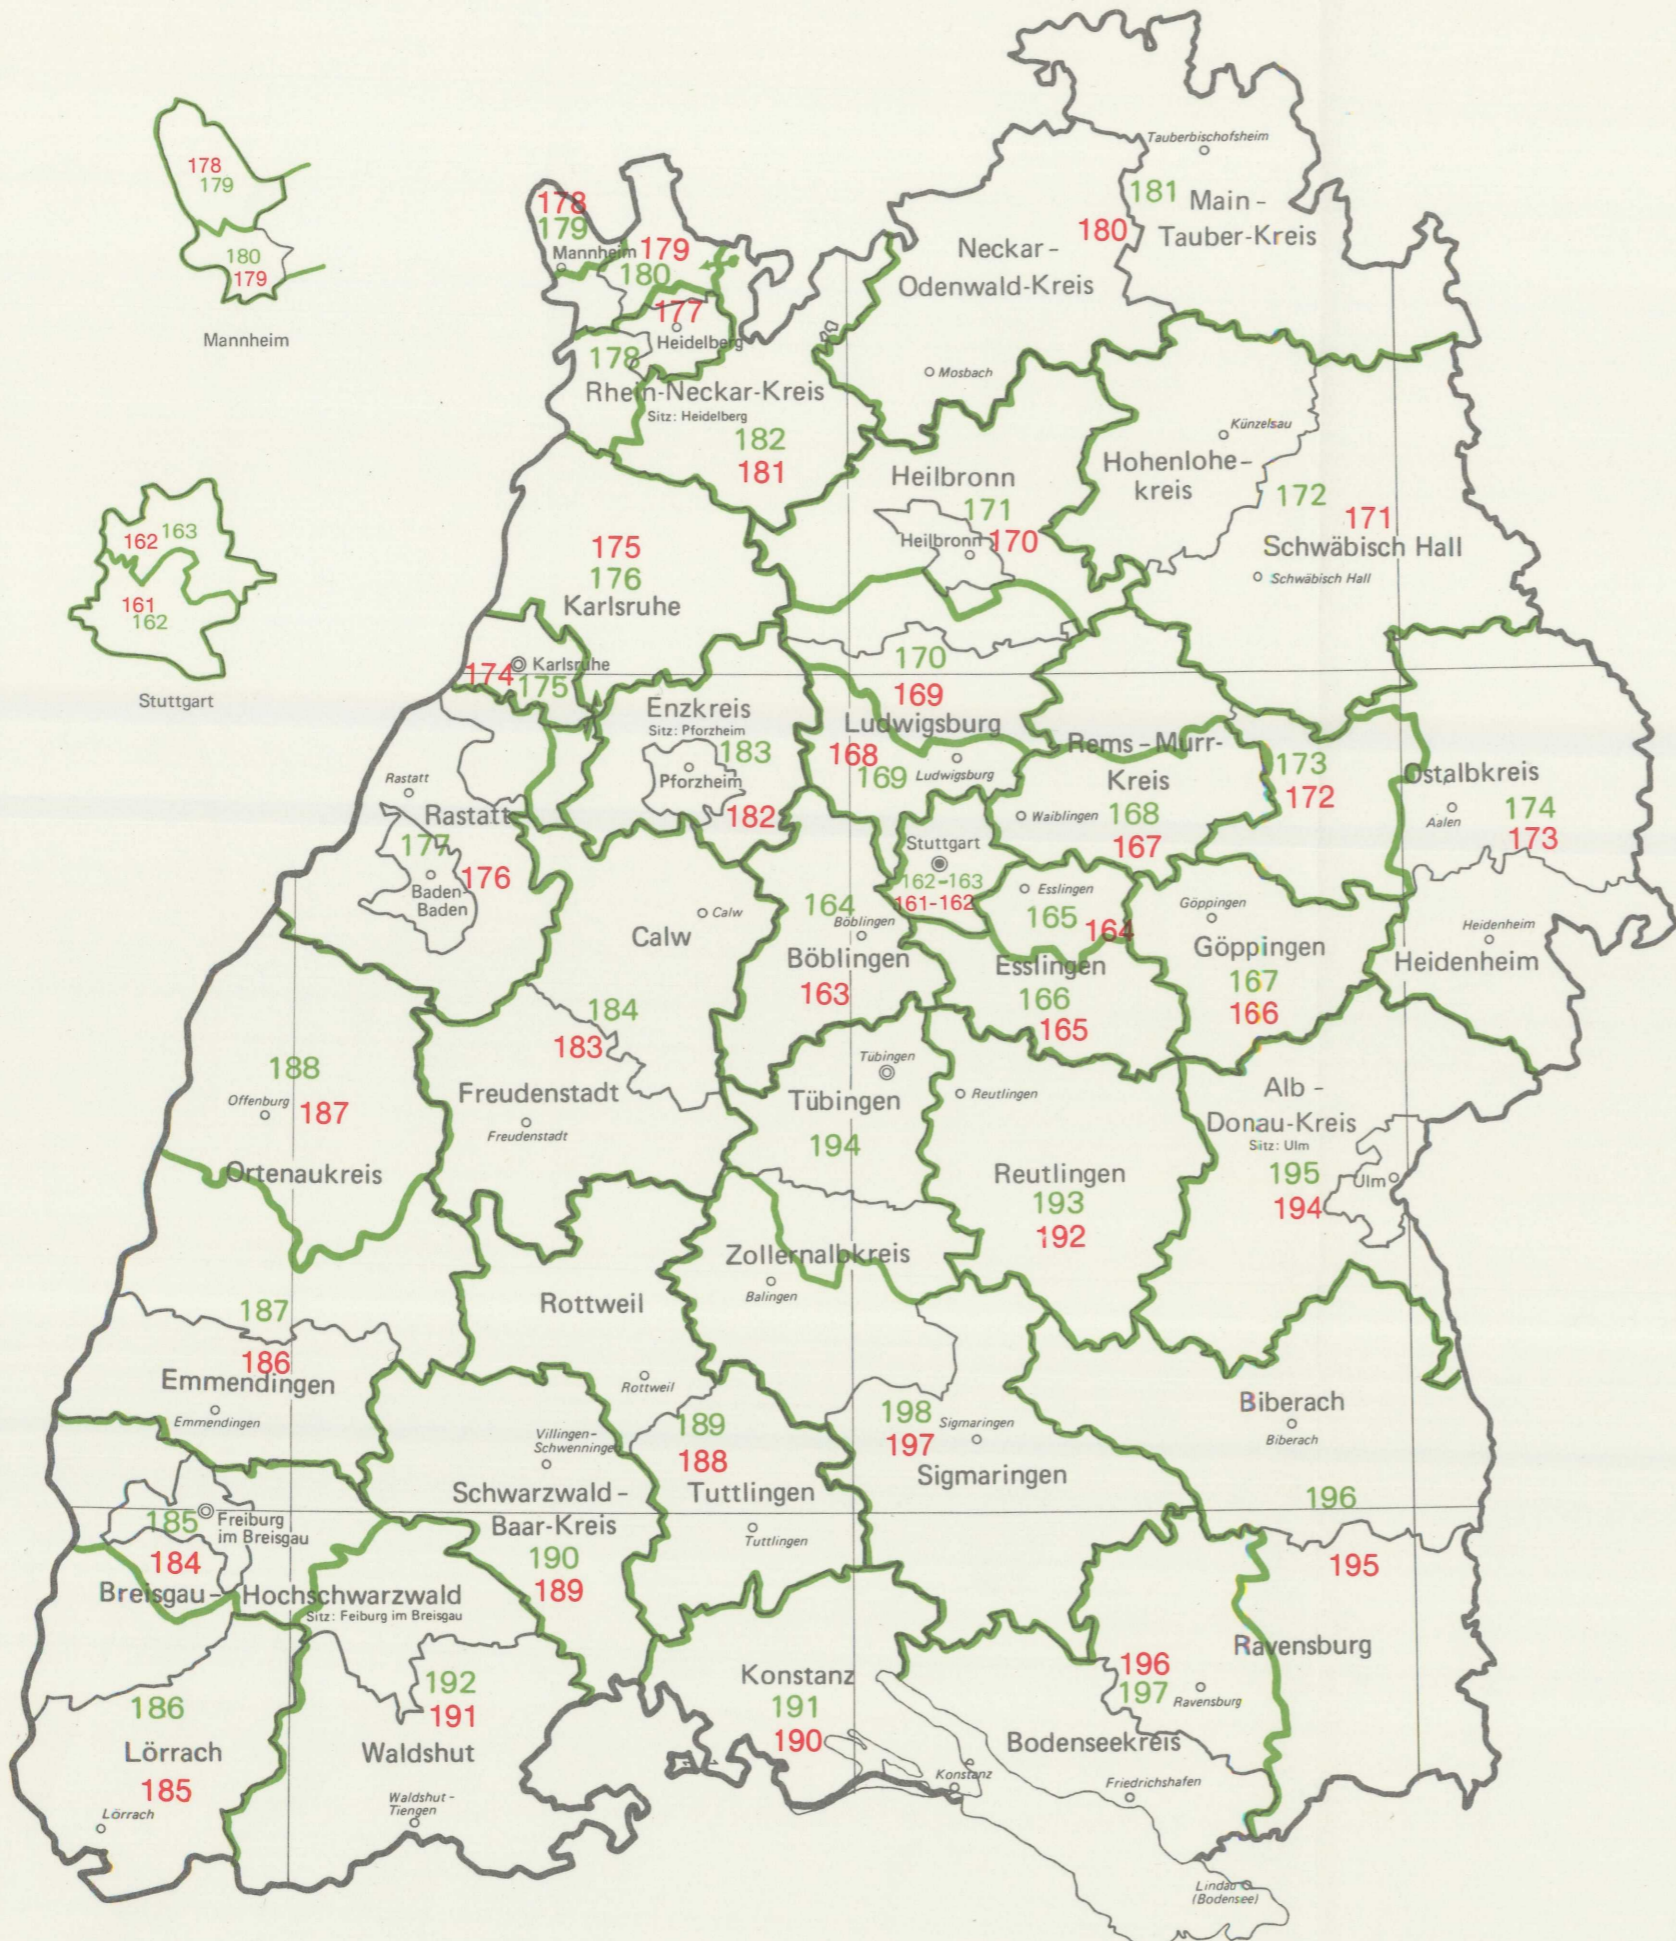 Tauberbischofsheim
178
179
180
179
Mannheim
178
179
Mannheim
179
180
177
Heidelberg
178
Rhein-Neckar-Kreis
Sitz: Heidelberg
182
181
181
Main-
Tauber-Kreis
180
Neckar-
Odenwald-Kreis
Mosbach
Künzelsau
Hohenlohe-
kreis
172
171
Schwäbisch Hall
Schwäbisch Hall
Heilbronn
171
Heilbronn
170
163
162
161
162
Stuttgart
175
176
Karlsruhe
174
Karlsruhe
175
170
169
Ludwigsburg
168
169
Ludwigsburg
Enzkreis
Sitz: Pforzheim
183
Pforzheim
182
Rems-Murr-
Kreis
Waiblingen
168
167
173
172
Ostalbkreis
174
Aalen
173
Rastatt
Rastatt
177
176
Baden-
Baden
Stuttgart
162-163
161-162
Esslingen
165
164
Esslingen
166
165
Göppingen
Göppingen
167
166
Heidenheim
Heidenheim
Calw
Calw
164
Böblingen
Böblingen
163
184
183
Freudenstadt
Freudenstadt
188
Offenburg
187
Ortenaukreis
Tübingen
Tübingen
194
Reutlingen
Reutlingen
193
192
Alb-
Donau-Kreis
Sitz: Ulm
195
Ulm
194
Zollernalbkreis
Balingen
Rottweil
Rottweil
187
186
Emmendingen
Emmendingen
189
188
Tuttlingen
Tuttlingen
198
Sigmaringen
197
Sigmaringen
Biberach
Biberach
196
195
Villingen-
Schwenningen
Schwarzwald-
Baar-Kreis
190
189
185
Freiburg
im Breisgau
184
Breisgau-Hochschwarzwald
Sitz: Feiburg im Breisgau
186
Lörrach
185
Lörrach
192
191
Waldshut
Waldshut-
Tiengen
Konstanz
191
190
Konstanz
Ravensburg
196
197
Ravensburg
Bodenseekreis
Friedrichshafen
Lindau
(Bodensee)